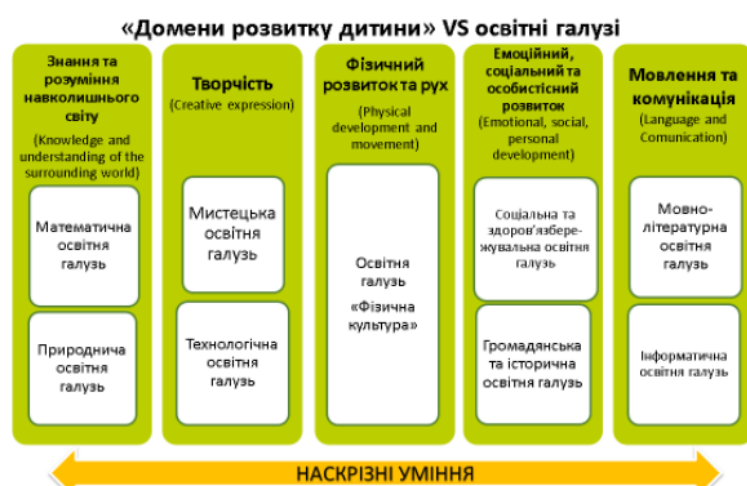 «Домени розвитку дитини» VS освітні галузі
Знання та
розуміння
навколишнього
світу
(Knowledge and
understanding of the
surrounding world)
Математична
освітня
галузь
Природнича
освітня
галузь
Творчість
(Creative expression)
Мистецька
освітня
галузь
Технологічна
освітня
галузь
Фізичний
розвиток та рух
(Physical
development and
movement)
Освітня
галузь
«Фізична
культура»
Емоційний,
соціальний та
особистісний
розвиток
(Emotional, social,
personal
development)
Соціальна та
здоров'язбере-
жувальна освітня
галузь
Громадянська
та історична
освітня галузь
Мовлення та
комунікація
(Language and
Comunication)
Мовно-
літературна
освітня
галузь
Інформатична
освітня галузь
НАСКРІЗНІ УМІННЯ